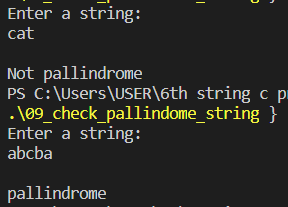 Enter a string:
cat
Not pallindrome
PS C:\Users\USER\6th string c p
.\09_check_pallindome_string }
Enter a string:
abcba
pallindrome